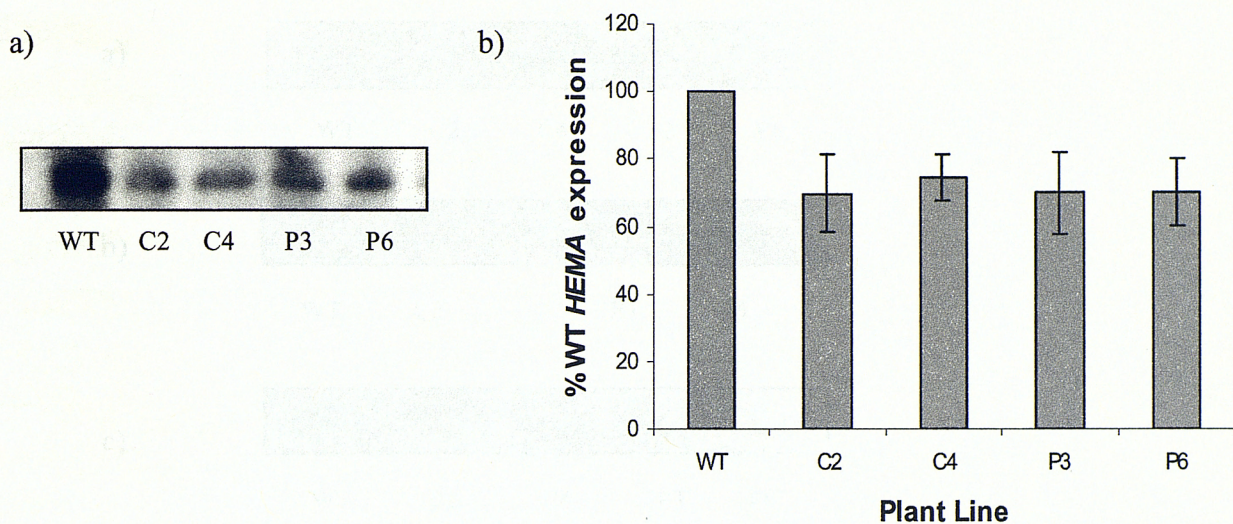 a)
WT C2 C4 P3 P6
b)
%WT HEMA expression
120
100
80
60
40
20
0
WT C2 C4 P3 P6
Plant Line